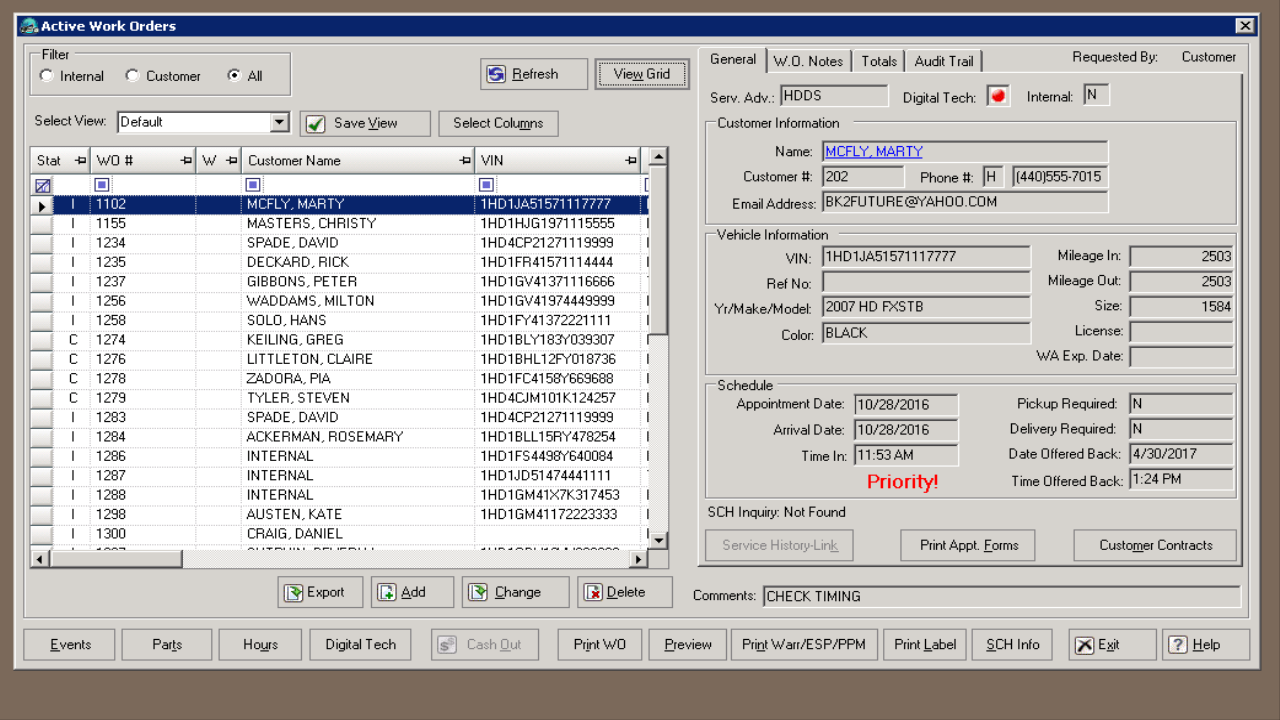 Active Work Orders
Filter
Internal Customer All
Refresh View Grid
Select View: Default Save View Select Columns
Stat WO # W Customer Name VIN
I 1102 MCFLY, MARTY 1HD1JA51571117777
I 1155 MASTERS, CHRISTY 1HD1HJG1971115555
I 1234 SPADE, DAVID 1HD4CP21271119999
I 1235 DECKARD, RICK 1HD1FR41571114444
I 1237 GIBBONS, PETER 1HD1GV41371116666
I 1256 WADDAMS, MILTON 1HD1GV41974449999
I 1258 SOLO, HANS 1HD1FY41372221111
C 1274 KEILING, GREG 1HD1BLY183Y039307
C 1276 LITTLETON, CLAIRE 1HD1BHL12FY018736
C 1278 ZADORA, PIA 1HD1FC4158Y669688
C 1279 TYLER, STEVEN 1HD4CJM101K124257
I 1283 SPADE, DAVID 1HD4CP21271119999
I 1284 ACKERMAN, ROSEMARY 1HD1BLL15RY478254
I 1286 INTERNAL 1HD1FS4498Y640084
I 1287 INTERNAL 1HD1JD51474441111
I 1288 INTERNAL 1HD1GM41X7K317453
I 1298 AUSTEN, KATE 1HD1GM41172223333
I 1300 CRAIG, DANIEL
Export Add Change Delete
General W.O. Notes Totals Audit Trail Requested By: Customer
Serv. Adv.: HDDS Digital Tech: Internal: N
Customer Information
Name: MCFLY, MARTY
Customer #: 202 Phone #: H (440)555-7015
Email Address: BK2FUTURE@YAHOO.COM
Vehicle Information
VIN: 1HD1JA51571117777 Mileage In: 2503
Ref No: Mileage Out: 2503
Yr/Make/Model: 2007 HD FXSTB Size: 1584
Color: BLACK License:
WA Exp. Date:
Schedule
Appointment Date: 10/28/2016 Pickup Required: N
Arrival Date: 10/28/2016 Delivery Required: N
Time In: 11:53 AM Date Offered Back: 4/30/2017
Priority! Time Offered Back: 1:24 PM
SCH Inquiry: Not Found
Service History-Link Print Appt. Forms Customer Contracts
Comments: CHECK TIMING
Events Parts Hours Digital Tech Cash Out Print WO Preview Print Warr/ESP/PPM Print Label SCH Info Exit Help